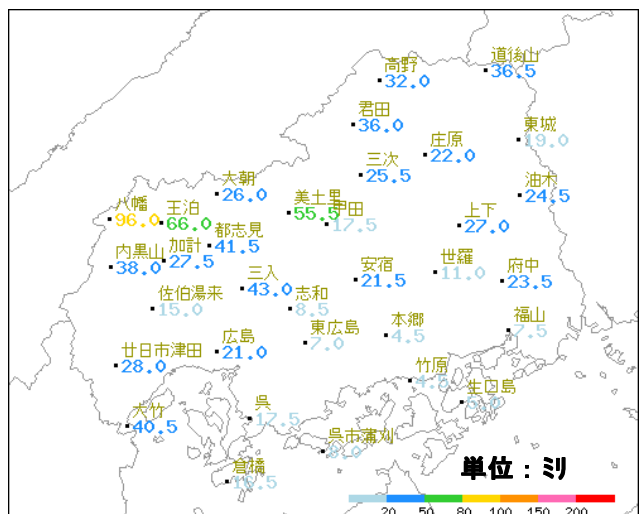 道後山
36.5
高野
32.0
君田
36.0
東城
19.0
庄原
22.0
三次
25.5
油木
24.5
大朝
26.0
美土里
55.5
甲田
17.5
八幡
96.0
王泊
66.0
上下
27.0
都志見
41.5
加計
27.5
内黒山
38.0
世羅
11.0
府中
23.5
安宿
21.5
三入
43.0
志和
8.5
佐伯湯来
15.0
福山
7.5
本郷
4.5
東広島
7.0
広島
21.0
廿日市津田
28.0
竹原
生口島
大竹
40.5
呉
17.5
呉市蒲刈
倉橋
単位：ミリ
20 50 80 100 150 200